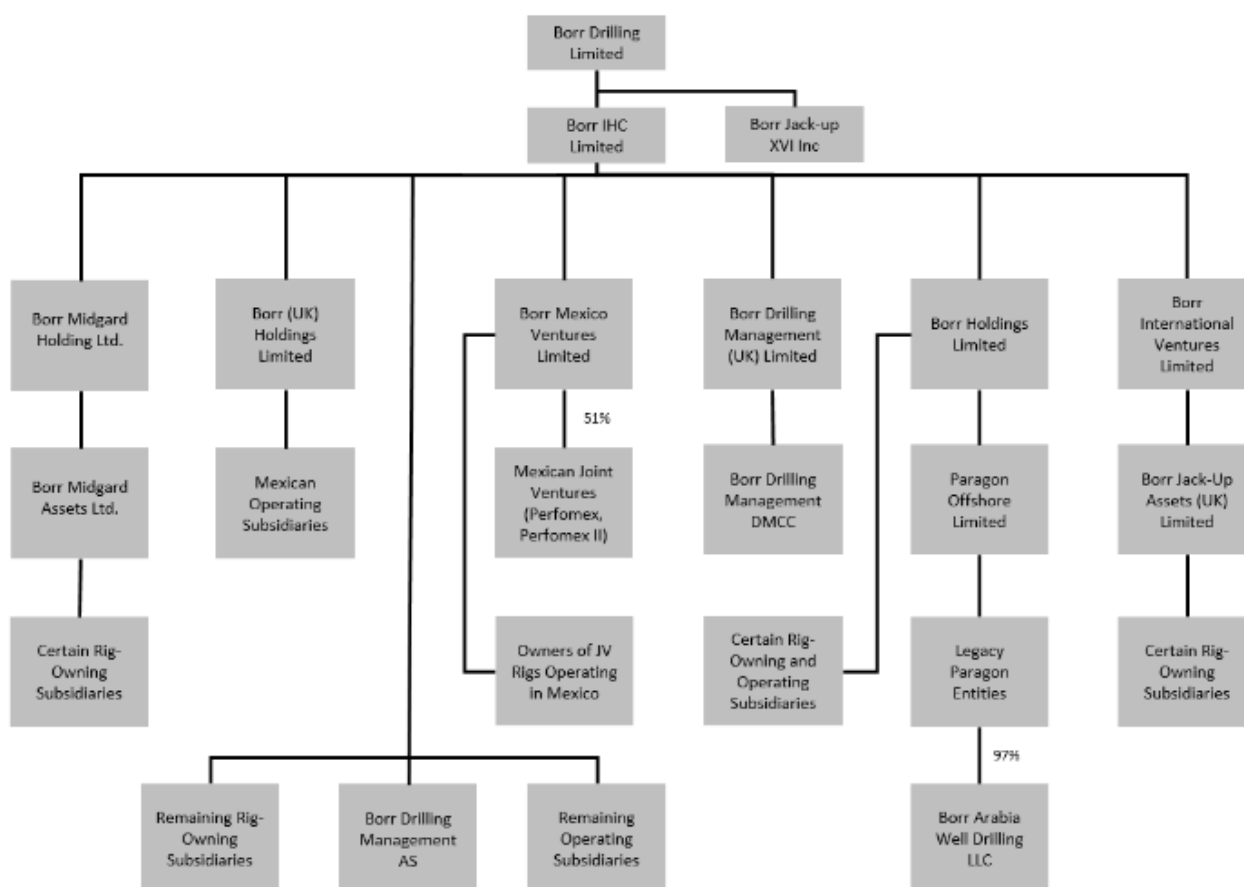 Borr Drilling
Limited
Borr IHC
Limited
Borr Jack-up
XVI Inc
Borr Midgard
Holding Ltd.
Borr (UK)
Holdings
Limited
Borr Mexico
Ventures
Limited
Borr Drilling
Management
(UK) Limited
Borr Holdings
Limited
Borr
International
Ventures
Limited
51%
Borr Midgard
Assets Ltd.
Mexican
Operating
Subsidiaries
Mexican Joint
Ventures
(Perfomex,
Perfomex II)
Borr Drilling
Management
DMCC
Paragon
Offshore
Limited
Borr Jack-Up
Assets (UK)
Limited
Certain Rig-
Owning
Subsidiaries
Owners of JV
Rigs Operating
in Mexico
Certain Rig-
Owning and
Operating
Subsidiaries
Legacy
Paragon
Entities
Certain Rig-
Owning
Subsidiaries
97%
Remaining Rig-
Owning
Subsidiaries
Borr Drilling
Management
AS
Remaining
Operating
Subsidiaries
Borr Arabia
Well Drilling
LLC